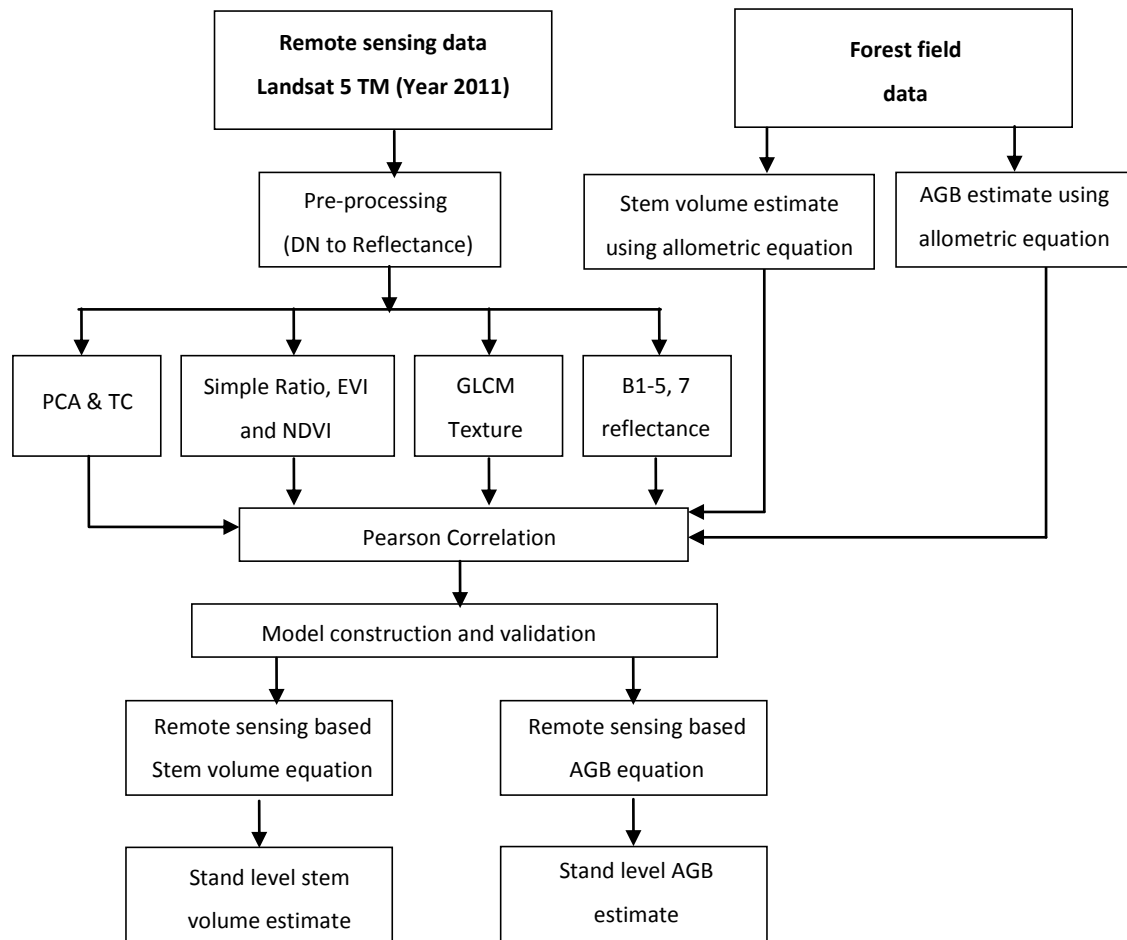 Remote sensing data
Landsat 5 TM (Year 2011)
Forest field
data
Pre-processing
(DN to Reflectance)
Stem volume estimate
using allometric equation
AGB estimate using
allometric equation
PCA & TC
Simple Ratio, EVI
and NDVI
GLCM
Texture
B1-5, 7
reflectance
Pearson Correlation
Model construction and validation
Remote sensing based
Stem volume equation
Remote sensing based
AGB equation
Stand level stem
volume estimate
Stand level AGB
estimate